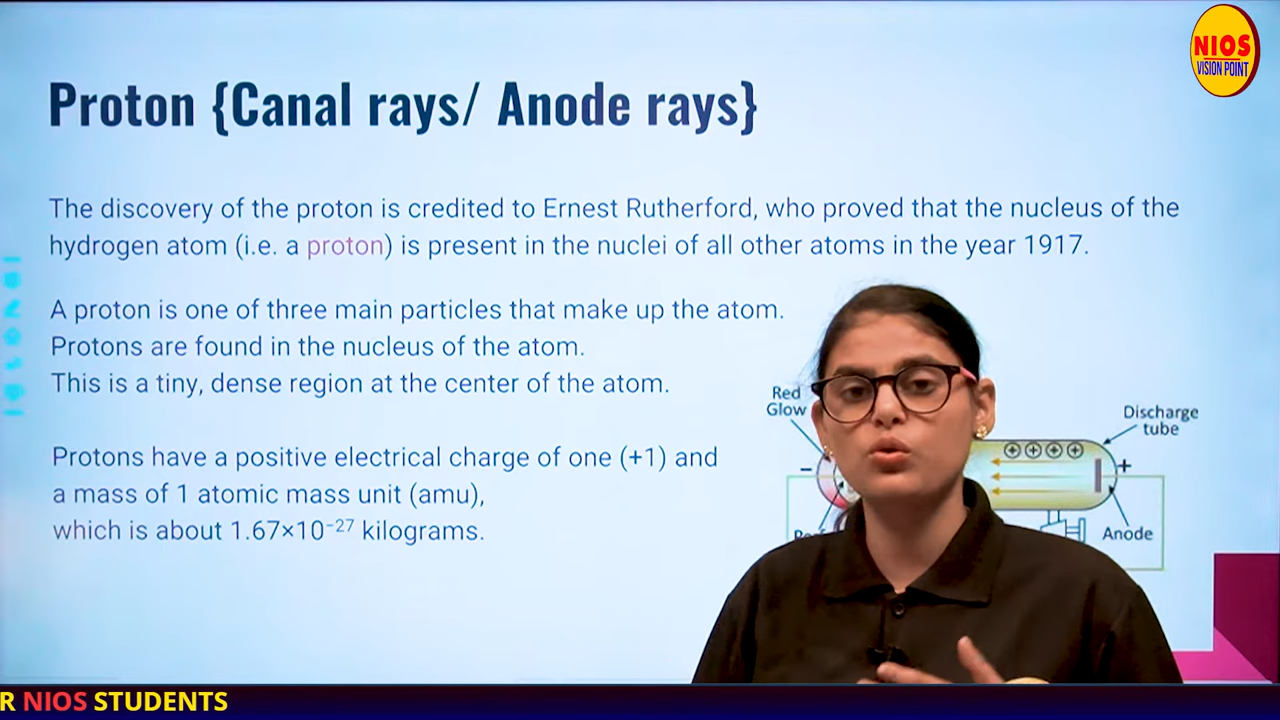 NIOS
VISION POINT
Proton {Canal rays/ Anode rays}
The discovery of the proton is credited to Ernest Rutherford, who proved that the nucleus of the
hydrogen atom (i.e. a proton) is present in the nuclei of all other atoms in the year 1917.
A proton is one of three main particles that make up the atom.
Protons are found in the nucleus of the atom.
This is a tiny, dense region at the center of the atom.
Protons have a positive electrical charge of one (+1) and
a mass of 1 atomic mass unit (amu),
which is about 1.67×10⁻²⁷ kilograms.
Red
Glow
Discharge
tube
−
+
Anode
R NIOS STUDENTS